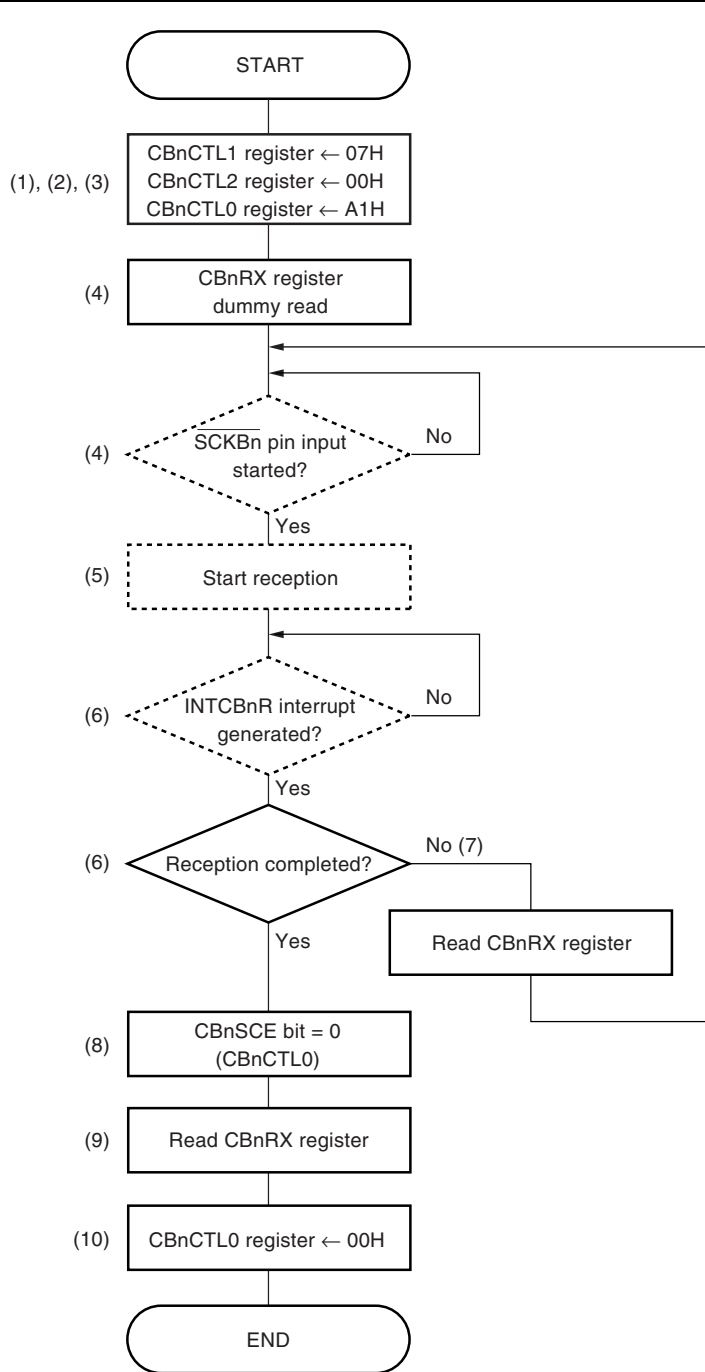 START
(1), (2), (3)
CBnCTL1 register ← 07H
CBnCTL2 register ← 00H
CBnCTL0 register ← A1H
(4)
CBnRX register
dummy read
(4)
SCKBn pin input
started?
No
Yes
(5)
Start reception
(6)
INTCBnR interrupt
generated?
No
Yes
(6)
Reception completed?
No (7)
Yes
Read CBnRX register
(8)
CBnSCE bit = 0
(CBnCTL0)
(9)
Read CBnRX register
(10)
CBnCTL0 register ← 00H
END